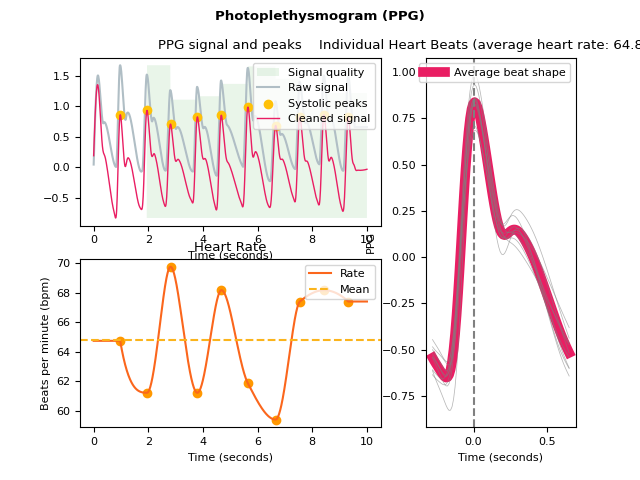 Photoplethysmogram (PPG)
PPG signal and peaks
Individual Heart Beats (average heart rate: 64.8
Signal quality
Raw signal
Systolic peaks
Cleaned signal
1.5
1.0
0.5
0.0
−0.5
0
2
4
6
8
10
Time (seconds)
Heart Rate
Rate
Mean
70
68
66
64
62
60
Beats per minute (bpm)
0
2
4
6
8
10
Time (seconds)
Average beat shape
PPG
1.00
0.75
0.50
0.25
0.00
−0.25
−0.50
−0.75
0.0
0.5
Time (seconds)